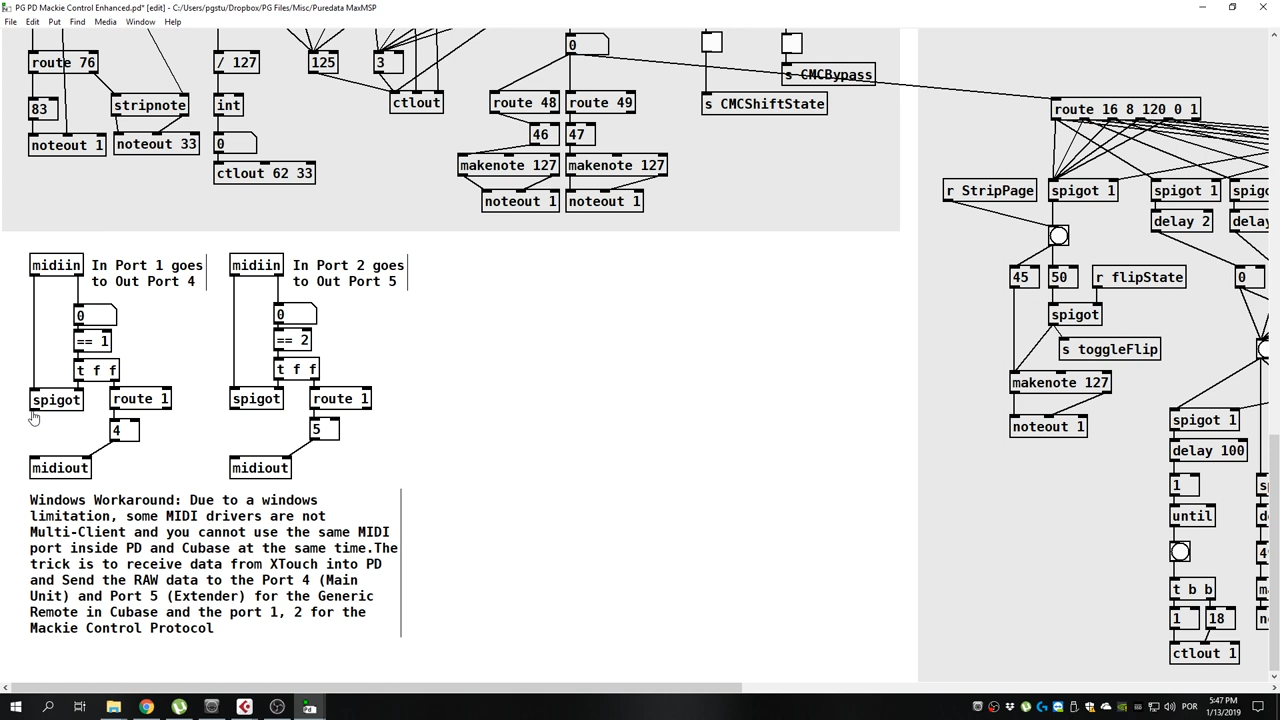 PG PD Mackie Control Enhanced.pd* [edit] - C:/Users/pgstu/Dropbox/PG Files/Misc/Puredata MaxMSP
File Edit Put Find Media Window Help
route 76
/ 127
125
3
0
s CMCBypass
83
stripnote
int
ctlout
route 48
route 49
s CMCShiftState
route 16 8 120 0 1
noteout 1
noteout 33
0
46
47
ctlout 62 33
makenote 127
makenote 127
noteout 1
noteout 1
r StripPage
spigot 1
spigot 1
delay 2
45
50
r flipState
0
spigot
s toggleFlip
makenote 127
noteout 1
spigot 1
delay 100
1
until
t b b
1
18
ctlout 1
midiin
In Port 1 goes
to Out Port 4
0
== 1
t f f
spigot
route 1
4
midiout
midiin
In Port 2 goes
to Out Port 5
0
== 2
t f f
spigot
route 1
5
midiout
Windows Workaround: Due to a windows
limitation, some MIDI drivers are not
Multi-Client and you cannot use the same MIDI
port inside PD and Cubase at the same time.The
trick is to receive data from XTouch into PD
and Send the RAW data to the Port 4 (Main
Unit) and Port 5 (Extender) for the Generic
Remote in Cubase and the port 1, 2 for the
Mackie Control Protocol
POR
5:47 PM
1/13/2019